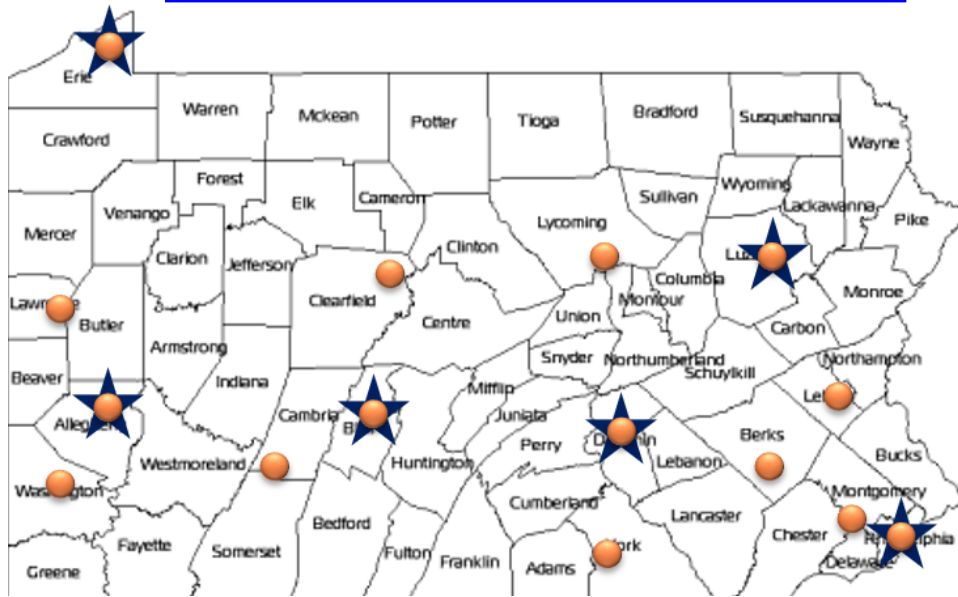 Erie
Warren
Mckean
Potter
Tioga
Bradford
Susquehanna
Crawford
Wayne
Forest
Wyoming
Elk
Cameron
Sullivan
Lackawanna
Venango
Lycoming
Pike
Mercer
Clinton
Clarion
Jefferson
Columbia
Clearfield
Montour
Monroe
Union
Butler
Centre
Carbon
Armstrong
Snyder
Northumberland
Northampton
Schuylkill
Beaver
Indiana
Mifflip
Cambria
Juniata
Berks
Perry
Bucks
Westmoreland
Huntington
Lebanon
Montgomery
Cumberland
Lancaster
Bedford
Chester
Fayette
Somerset
Fulton
Franklin
Adams
Delaware
Greene